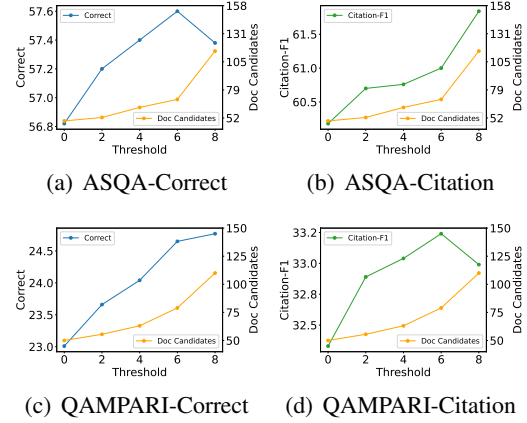 57.6
57.4
57.2
57.0
56.8
Correct
Correct
158
131
105
79
52
Doc Candidates
Doc Candidates
0 2 4 6 8
Threshold
(a) ASQA-Correct
61.5
61.0
60.5
Citation-F1
Citation-F1
158
131
105
79
52
Doc Candidates
Doc Candidates
0 2 4 6 8
Threshold
(b) ASQA-Citation
24.5
24.0
23.5
23.0
Correct
Correct
150
125
100
75
50
Doc Candidates
Doc Candidates
0 2 4 6 8
Threshold
(c) QAMPARI-Correct
33.2
33.0
32.8
32.5
Citation-F1
Citation-F1
150
125
100
75
50
Doc Candidates
Doc Candidates
0 2 4 6 8
Threshold
(d) QAMPARI-Citation